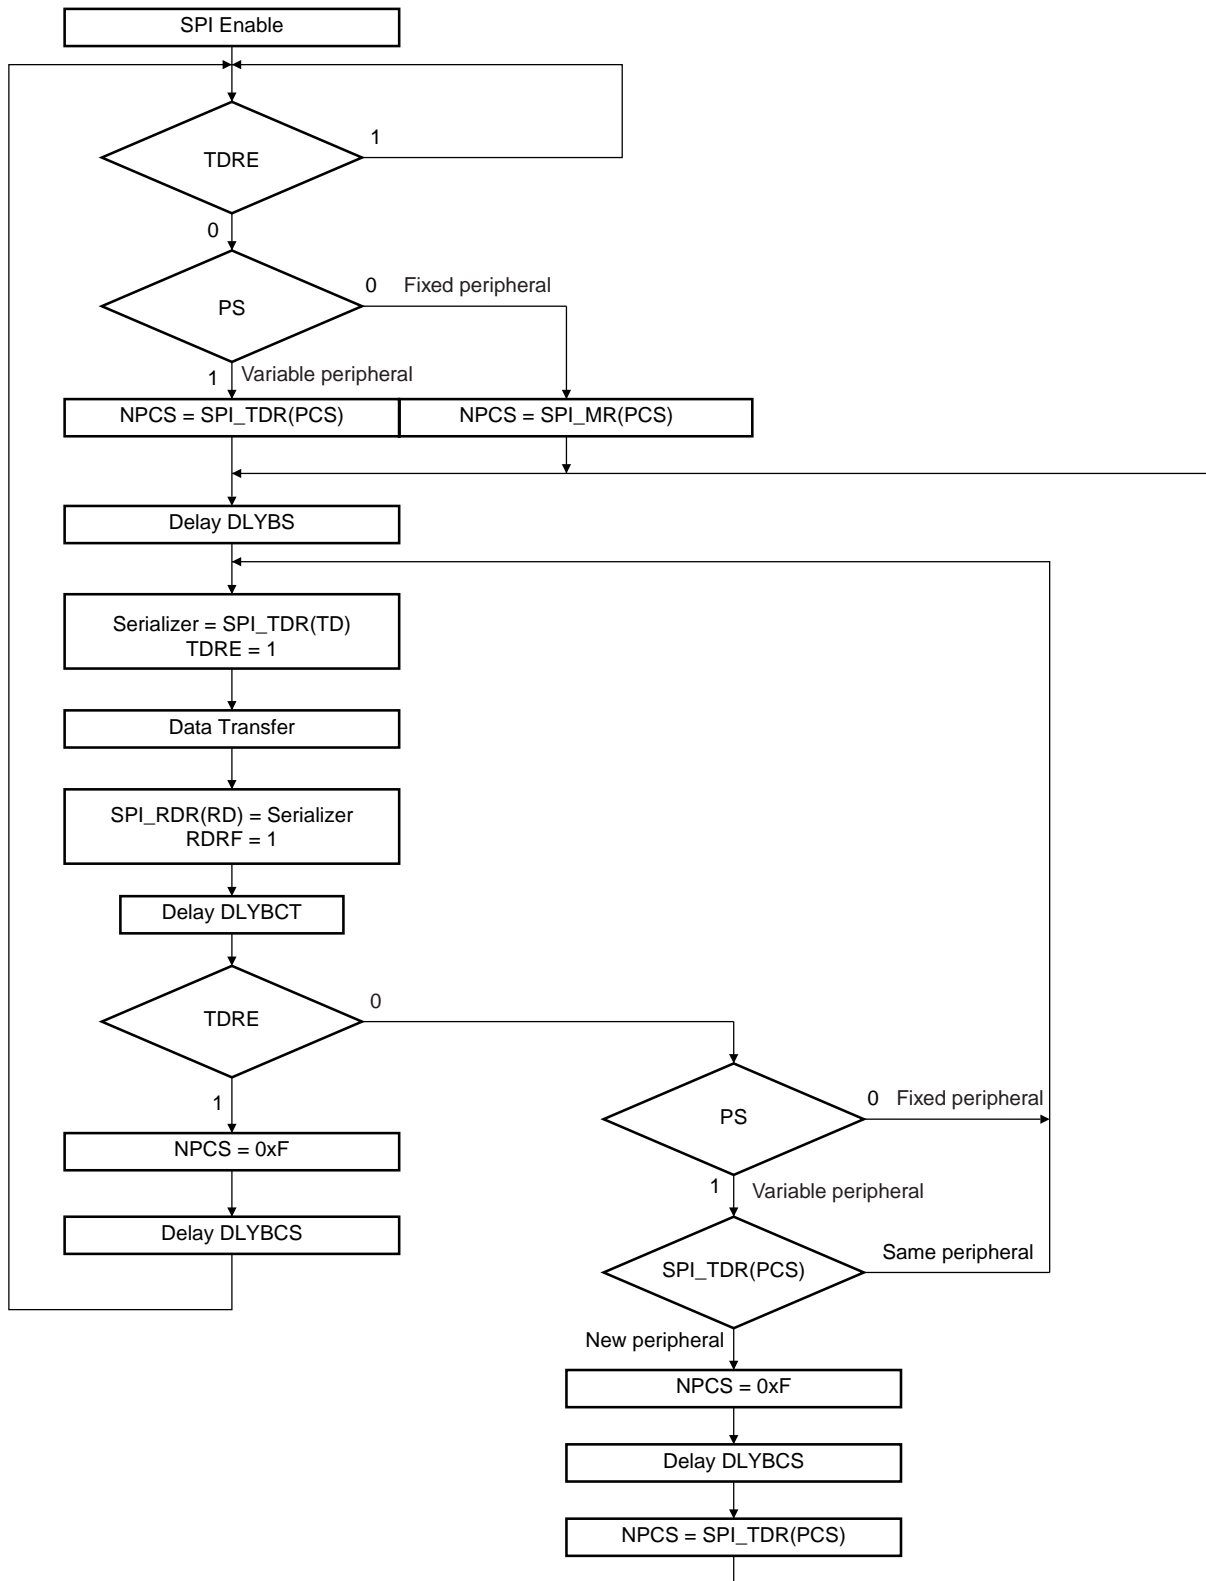 SPI Enable
TDRE
1
0
PS
0 Fixed peripheral
1 Variable peripheral
NPCS = SPI_TDR(PCS)
NPCS = SPI_MR(PCS)
Delay DLYBS
Serializer = SPI_TDR(TD)
TDRE = 1
Data Transfer
SPI_RDR(RD) = Serializer
RDRF = 1
Delay DLYBCT
TDRE
0
1
NPCS = 0xF
Delay DLYBCS
PS
0 Fixed peripheral
1 Variable peripheral
SPI_TDR(PCS)
Same peripheral
New peripheral
NPCS = 0xF
Delay DLYBCS
NPCS = SPI_TDR(PCS)